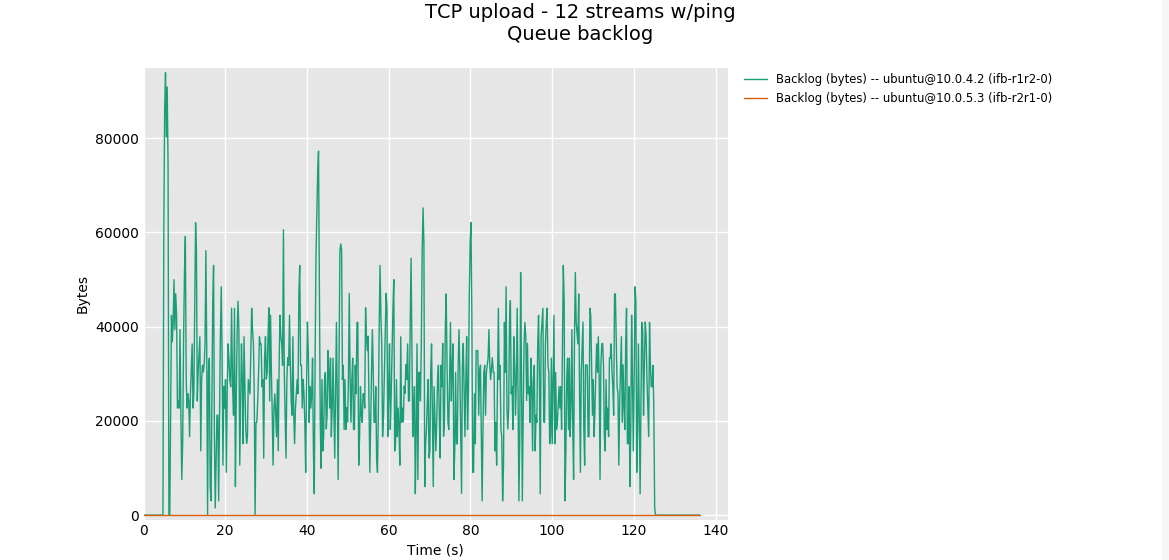 TCP upload - 12 streams w/ping
Queue backlog
Backlog (bytes) -- ubuntu@10.0.4.2 (ifb-r1r2-0)
Backlog (bytes) -- ubuntu@10.0.5.3 (ifb-r2r1-0)
80000
60000
40000
20000
0
Bytes
0 20 40 60 80 100 120 140
Time (s)